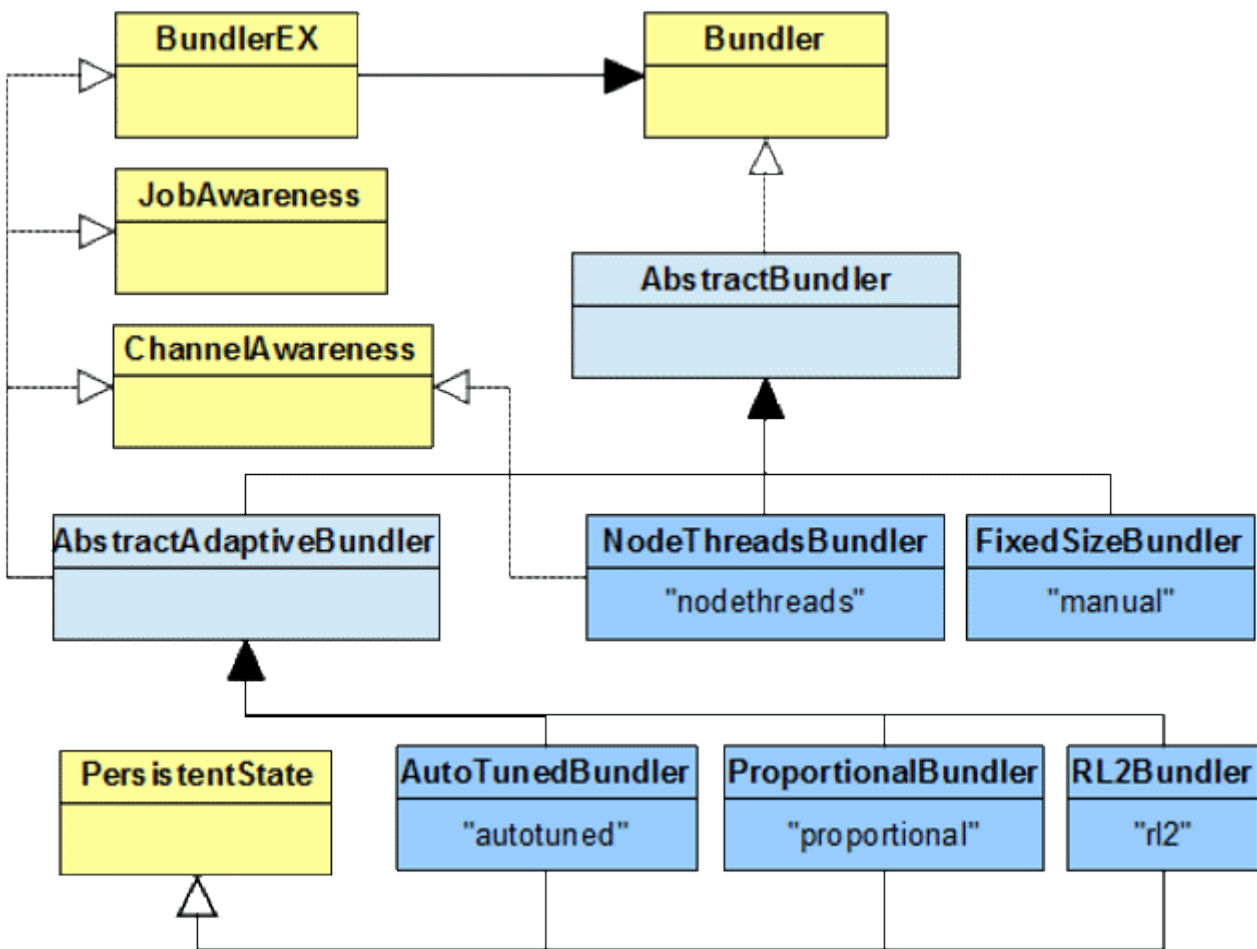 BundlerEX
Bundler
JobAwareness
AbstractBundler
ChannelAwareness
AbstractAdaptiveBundler
NodeThreadsBundler
"nodethreads"
FixedSizeBundler
"manual"
PersistentState
AutoTunedBundler
"autotuned"
ProportionalBundler
"proportional"
RL2Bundler
"rl2"